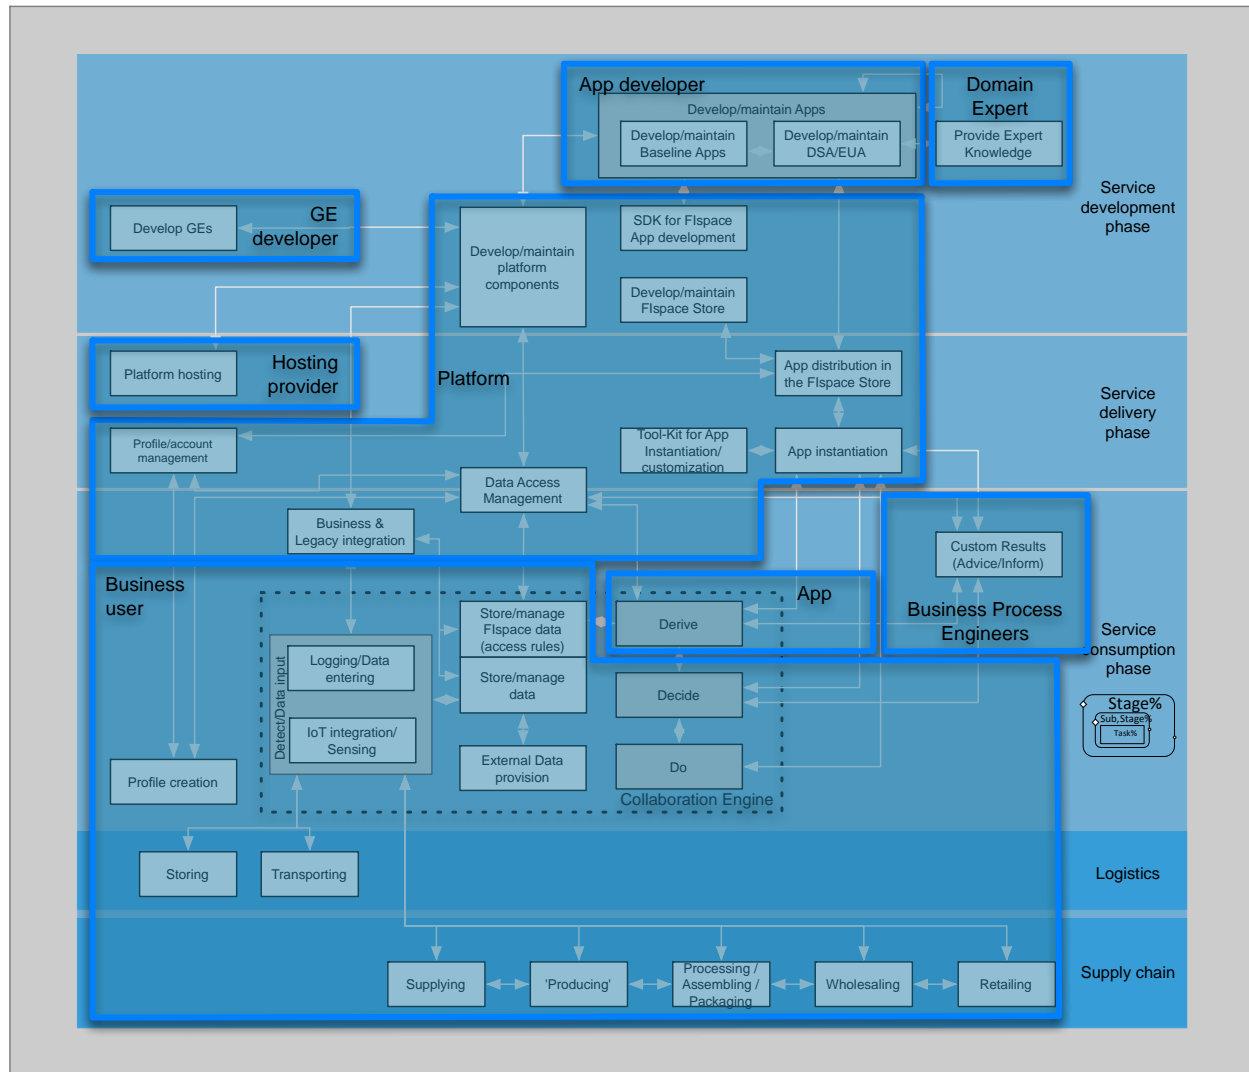 App developer
Domain
Expert
Develop/maintain Apps
Develop/maintain
Baseline Apps
Develop/maintain
DSA/EUA
Provide Expert
Knowledge
Service
development
phase
Develop GEs
GE
developer
Develop/maintain
platform
components
SDK for FIspace
App development
Develop/maintain
FIspace Store
Platform hosting
Hosting
provider
Platform
App distribution in
the FIspace Store
Service
delivery
phase
Profile/account
management
Tool-Kit for App
Instantiation/
customization
App instantiation
Data Access
Management
Business &
Legacy integration
Custom Results
(Advice/Inform)
Business Process
Engineers
Business
user
App
Store/manage
FIspace data
(access rules)
Derive
Service
consumption
phase
Detect/Data input
Logging/Data
entering
Store/manage
data
Decide
IoT integration/
Sensing
External Data
provision
Do
Collaboration Engine
Profile creation
Stage%
Sub,Stage%
Task%
Storing
Transporting
Logistics
Supplying
'Producing'
Processing /
Assembling /
Packaging
Wholesaling
Retailing
Supply chain